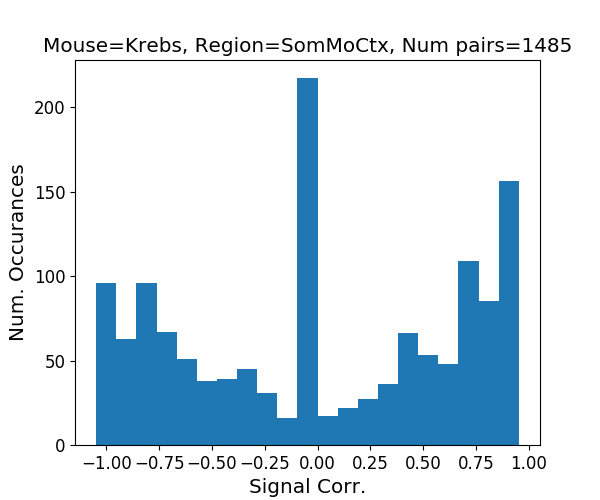 Mouse=Krebs, Region=SomMoCtx, Num pairs=1485
200
150
100
50
0
Num. Occurances
−1.00 −0.75 −0.50 −0.25 0.00 0.25 0.50 0.75 1.00
Signal Corr.